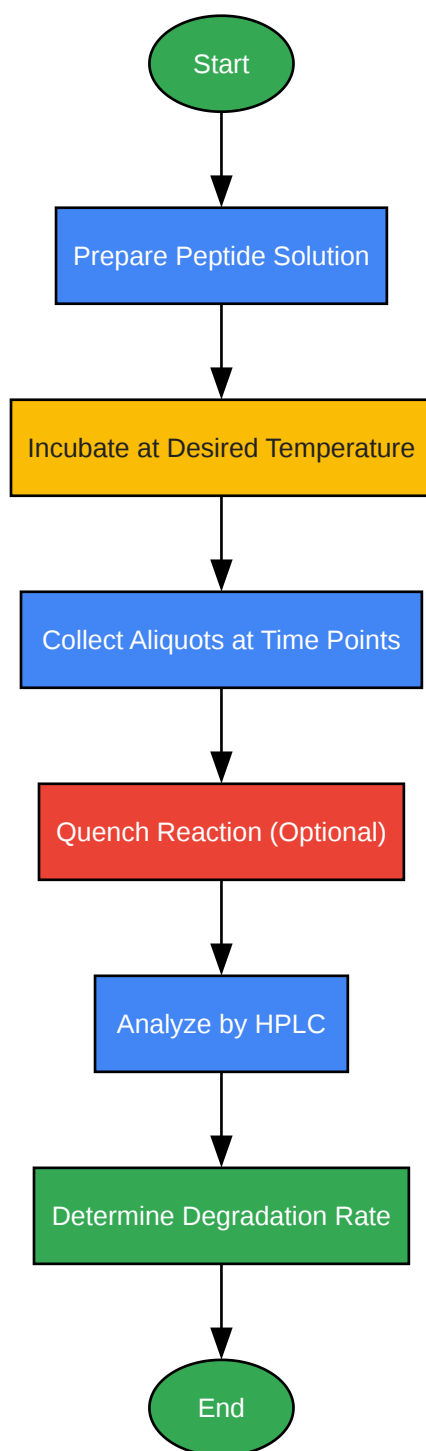 Start
Prepare Peptide Solution
Incubate at Desired Temperature
Collect Aliquots at Time Points
Quench Reaction (Optional)
Analyze by HPLC
Determine Degradation Rate
End